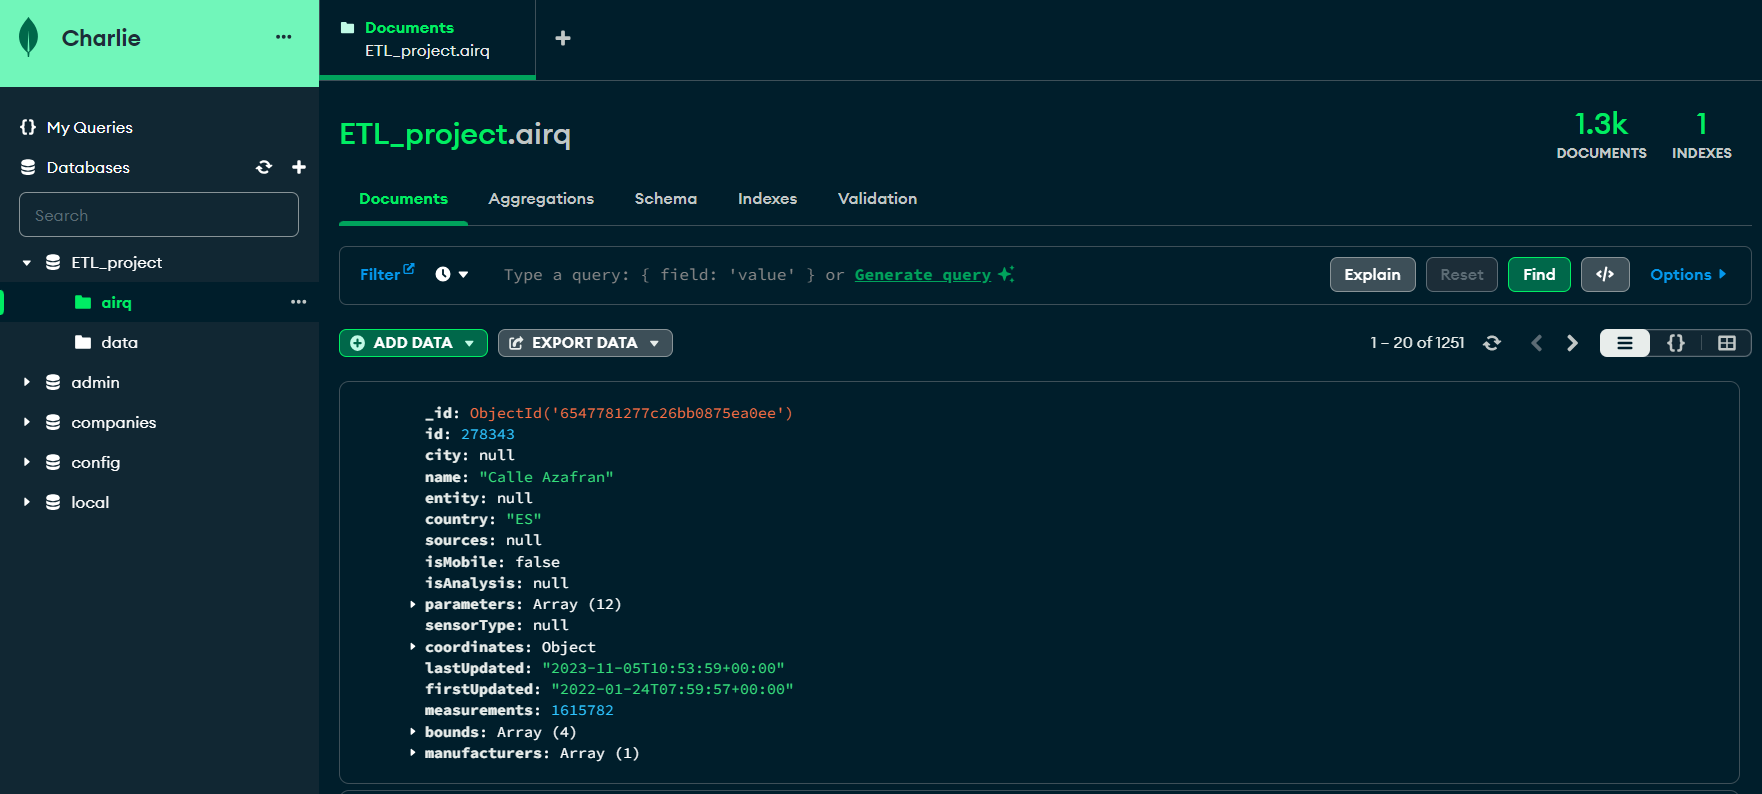 Charlie
My Queries
Databases
Search
ETL_project
airq
data
admin
companies
config
local
Documents
ETL_project.airq
ETL_project.airq
1.3k
DOCUMENTS
1
INDEXES
Documents Aggregations Schema Indexes Validation
Filter Type a query: { field: 'value' } or Generate query Explain Reset Find </> Options
ADD DATA EXPORT DATA 1 – 20 of 1251 {}
_id: ObjectId('6547781277c26bb0875ea0ee')
id: 278343
city: null
name: "Calle Azafran"
entity: null
country: "ES"
sources: null
isMobile: false
isAnalysis: null
parameters: Array (12)
sensorType: null
coordinates: Object
lastUpdated: "2023-11-05T10:53:59+00:00"
firstUpdated: "2022-01-24T07:59:57+00:00"
measurements: 1615782
bounds: Array (4)
manufacturers: Array (1)